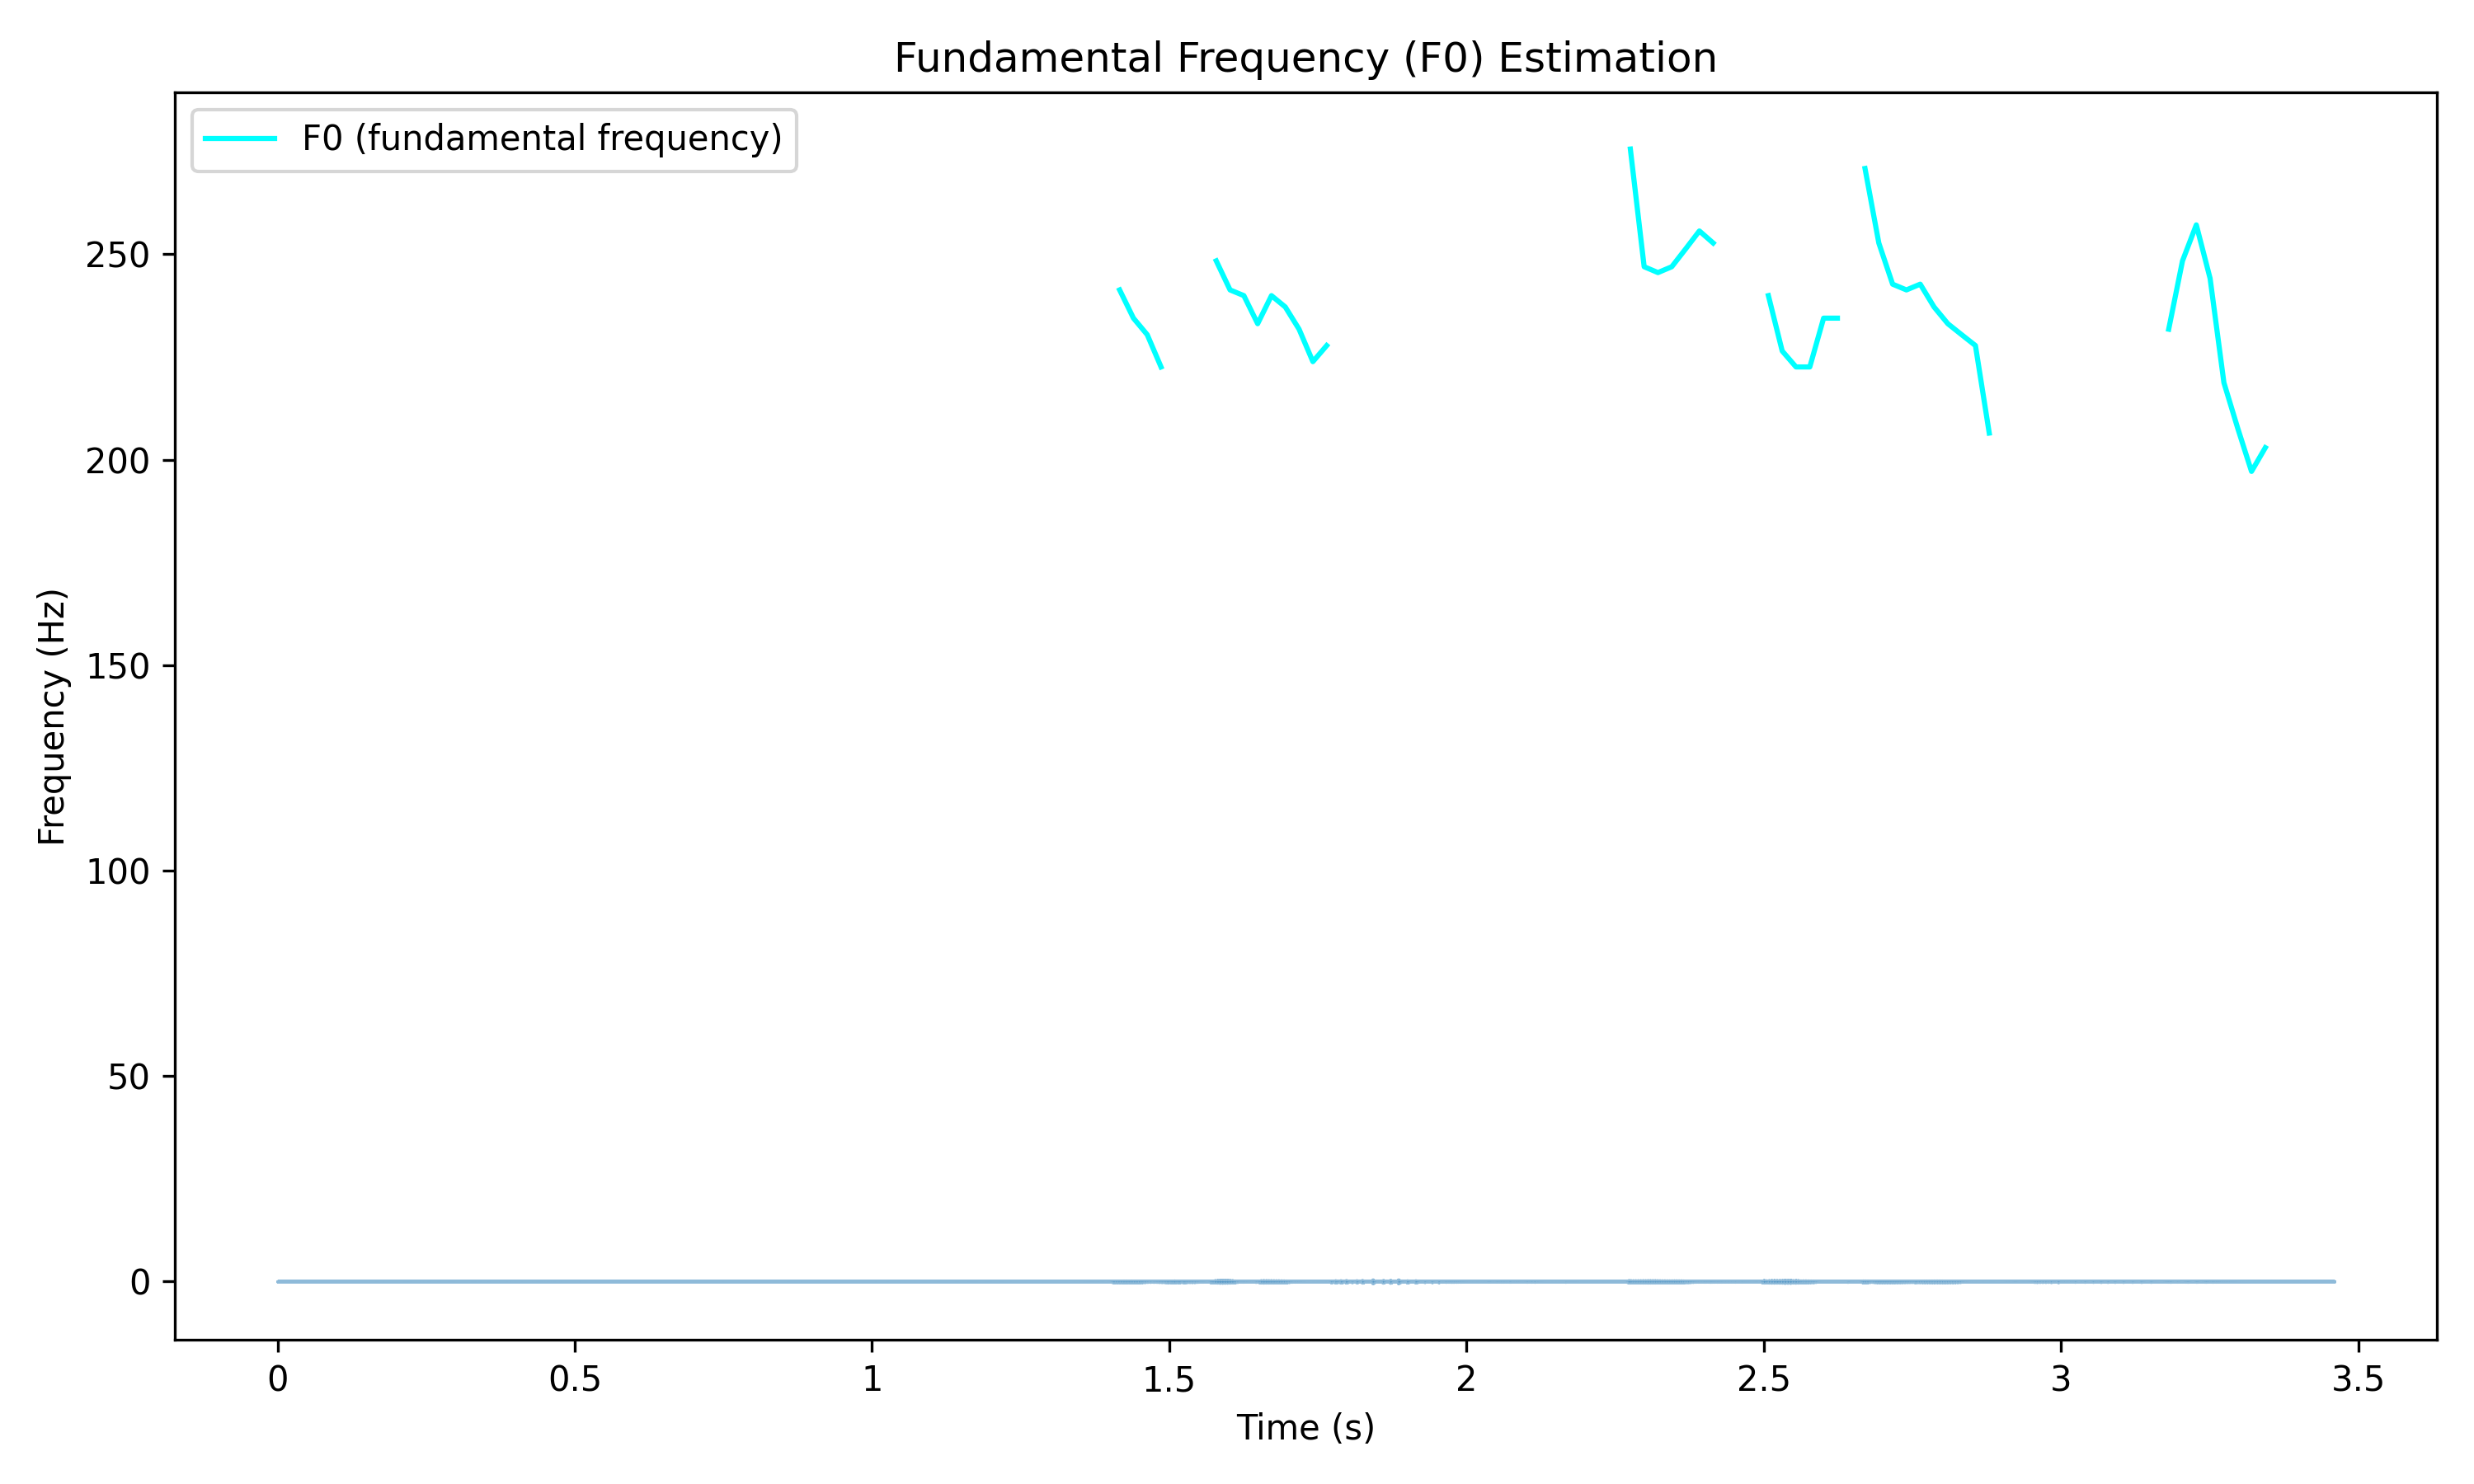 Fundamental Frequency (F0) Estimation
F0 (fundamental frequency)
250
200
150
100
50
0
Frequency (Hz)
0 0.5 1 1.5 2 2.5 3 3.5
Time (s)